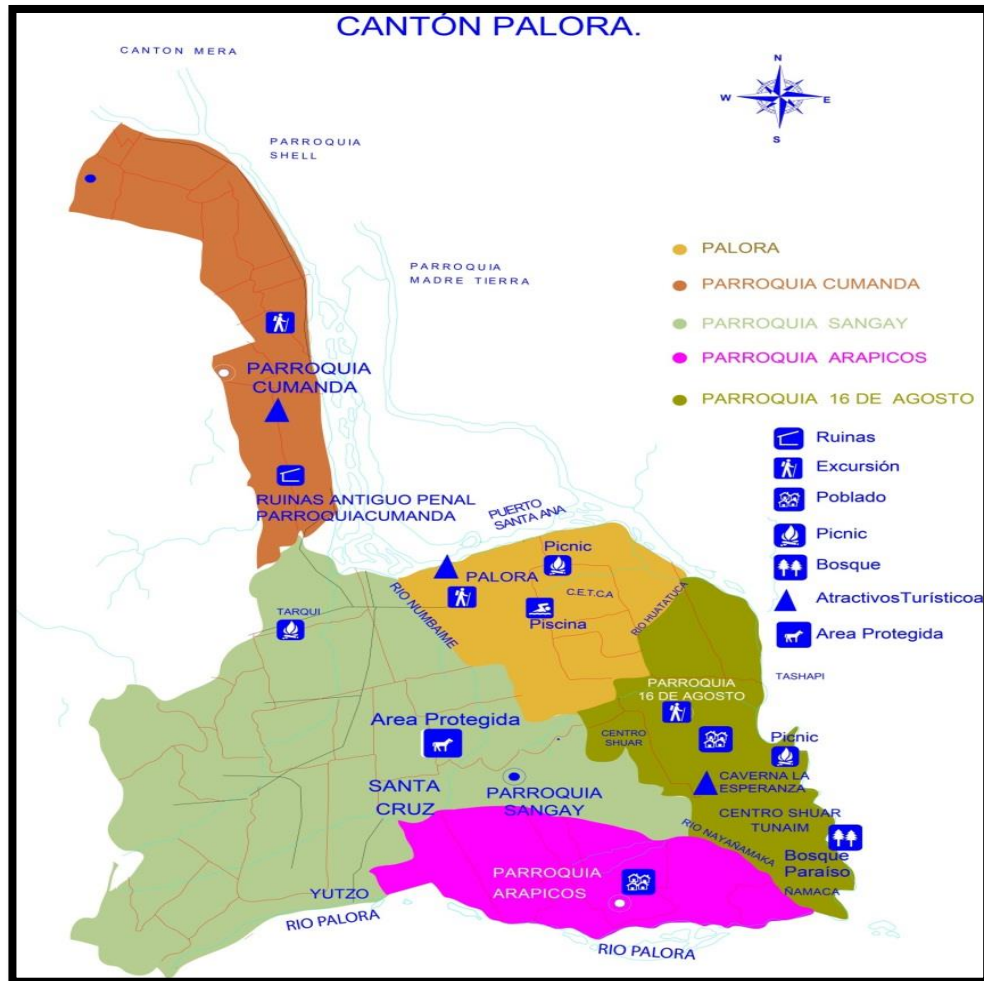 CANTÓN PALORA.
CANTON MERA
N
W
E
S
PARROQUIA
SHELL
PARROQUIA
MADRE TIERRA
PALORA
PARROQUIA CUMANDA
PARROQUIA SANGAY
PARROQUIA ARAPICOS
PARROQUIA 16 DE AGOSTO
Ruinas
Excursión
Poblado
Picnic
Bosque
AtractivosTurísticoa
Area Protegida
PARROQUIA
CUMANDA
RUINAS ANTIGUO PENAL
PARROQUIACUMANDA
PUERTO
SANTA ANA
Picnic
PALORA
C.E.T.CA
Piscina
RIO NUMBAIME
RIO HUATATUCA
TARQUI
TASHAPI
PARROQUIA
16 DE AGOSTO
Area Protegida
CENTRO
SHUAR
Picnic
CAVERNA LA
ESPERANZA
SANTA
CRUZ
PARROQUIA
SANGAY
CENTRO SHUAR
TUNAIM
RIO NAYAÑAMAKA
Bosque
Paraíso
ÑAMACA
PARROQUIA
ARAPICOS
YUTZO
RIO PALORA
RIO PALORA